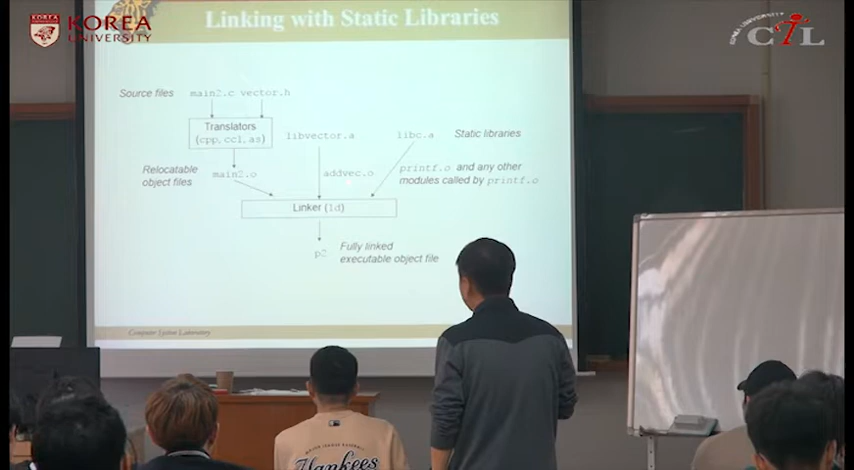 KOREA
UNIVERSITY
CIL
Linking with Static Libraries
Source files
main2.c vector.h
Translators
(cpp, cc1, as)
libvector.a
libc.a
Static libraries
Relocatable
object files
main2.o
addvec.o
printf.o and any other
modules called by printf.o
Linker (ld)
p2
Fully linked
executable object file
Computer System Laboratory
Yankees